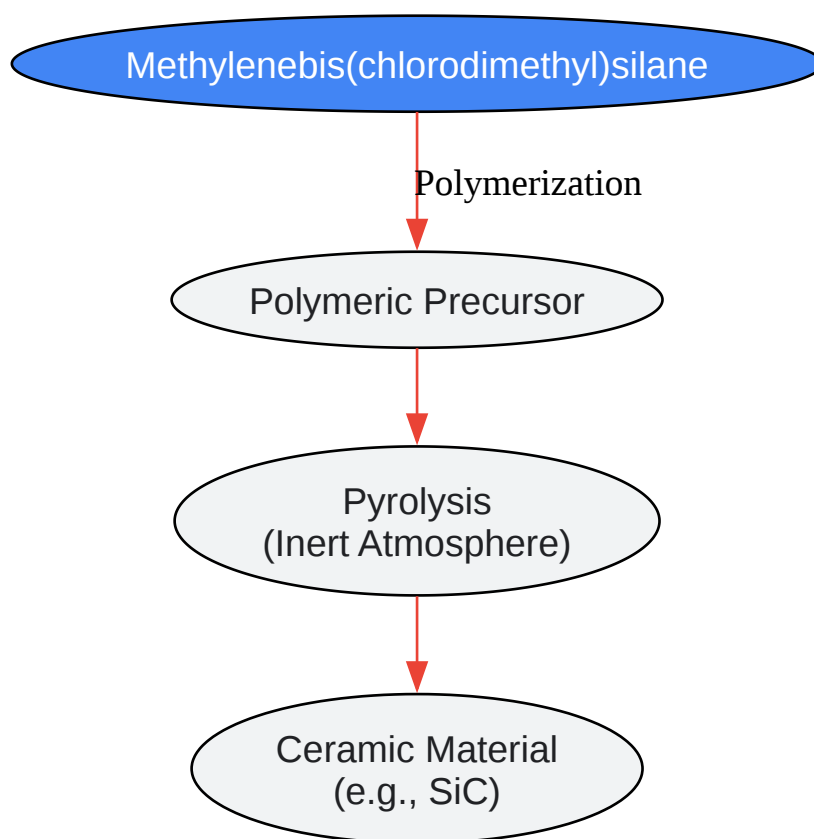 Methylenebis(chlorodimethyl)silane
Polymerization
Polymeric Precursor
Pyrolysis
(Inert Atmosphere)
Ceramic Material
(e.g., SiC)